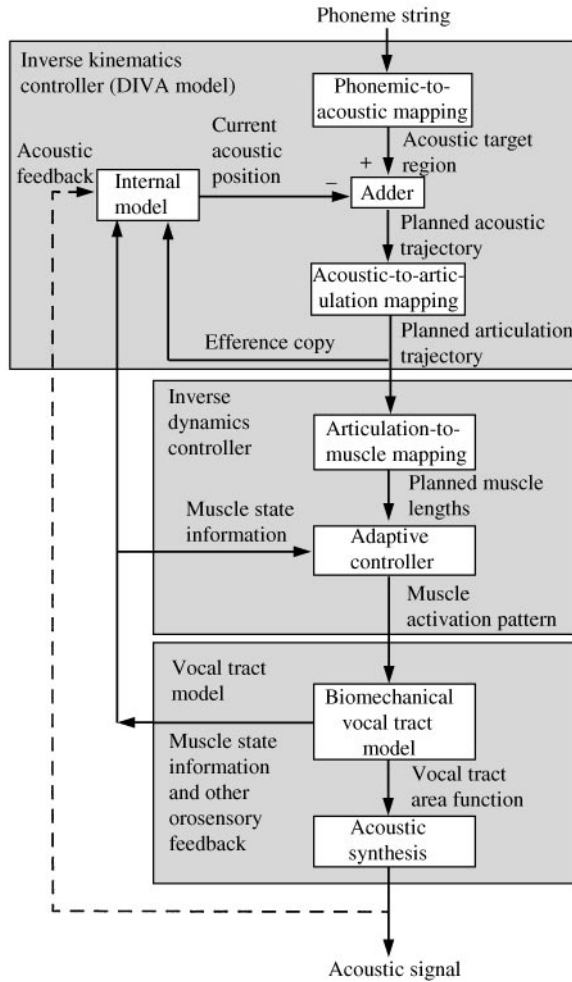 Phoneme string
Inverse kinematics
controller (DIVA model)
Phonemic-to-
acoustic mapping
Current
acoustic
position
Acoustic target
region
Acoustic
feedback
Internal
model
+
−
Adder
Planned acoustic
trajectory
Acoustic-to-artic-
ulation mapping
Efference copy
Planned articulation
trajectory
Inverse
dynamics
controller
Articulation-to-
muscle mapping
Planned muscle
lengths
Muscle state
information
Adaptive
controller
Muscle
activation pattern
Vocal tract
model
Biomechanical
vocal tract
model
Muscle state
information
and other
orosensory
feedback
Vocal tract
area function
Acoustic
synthesis
Acoustic signal